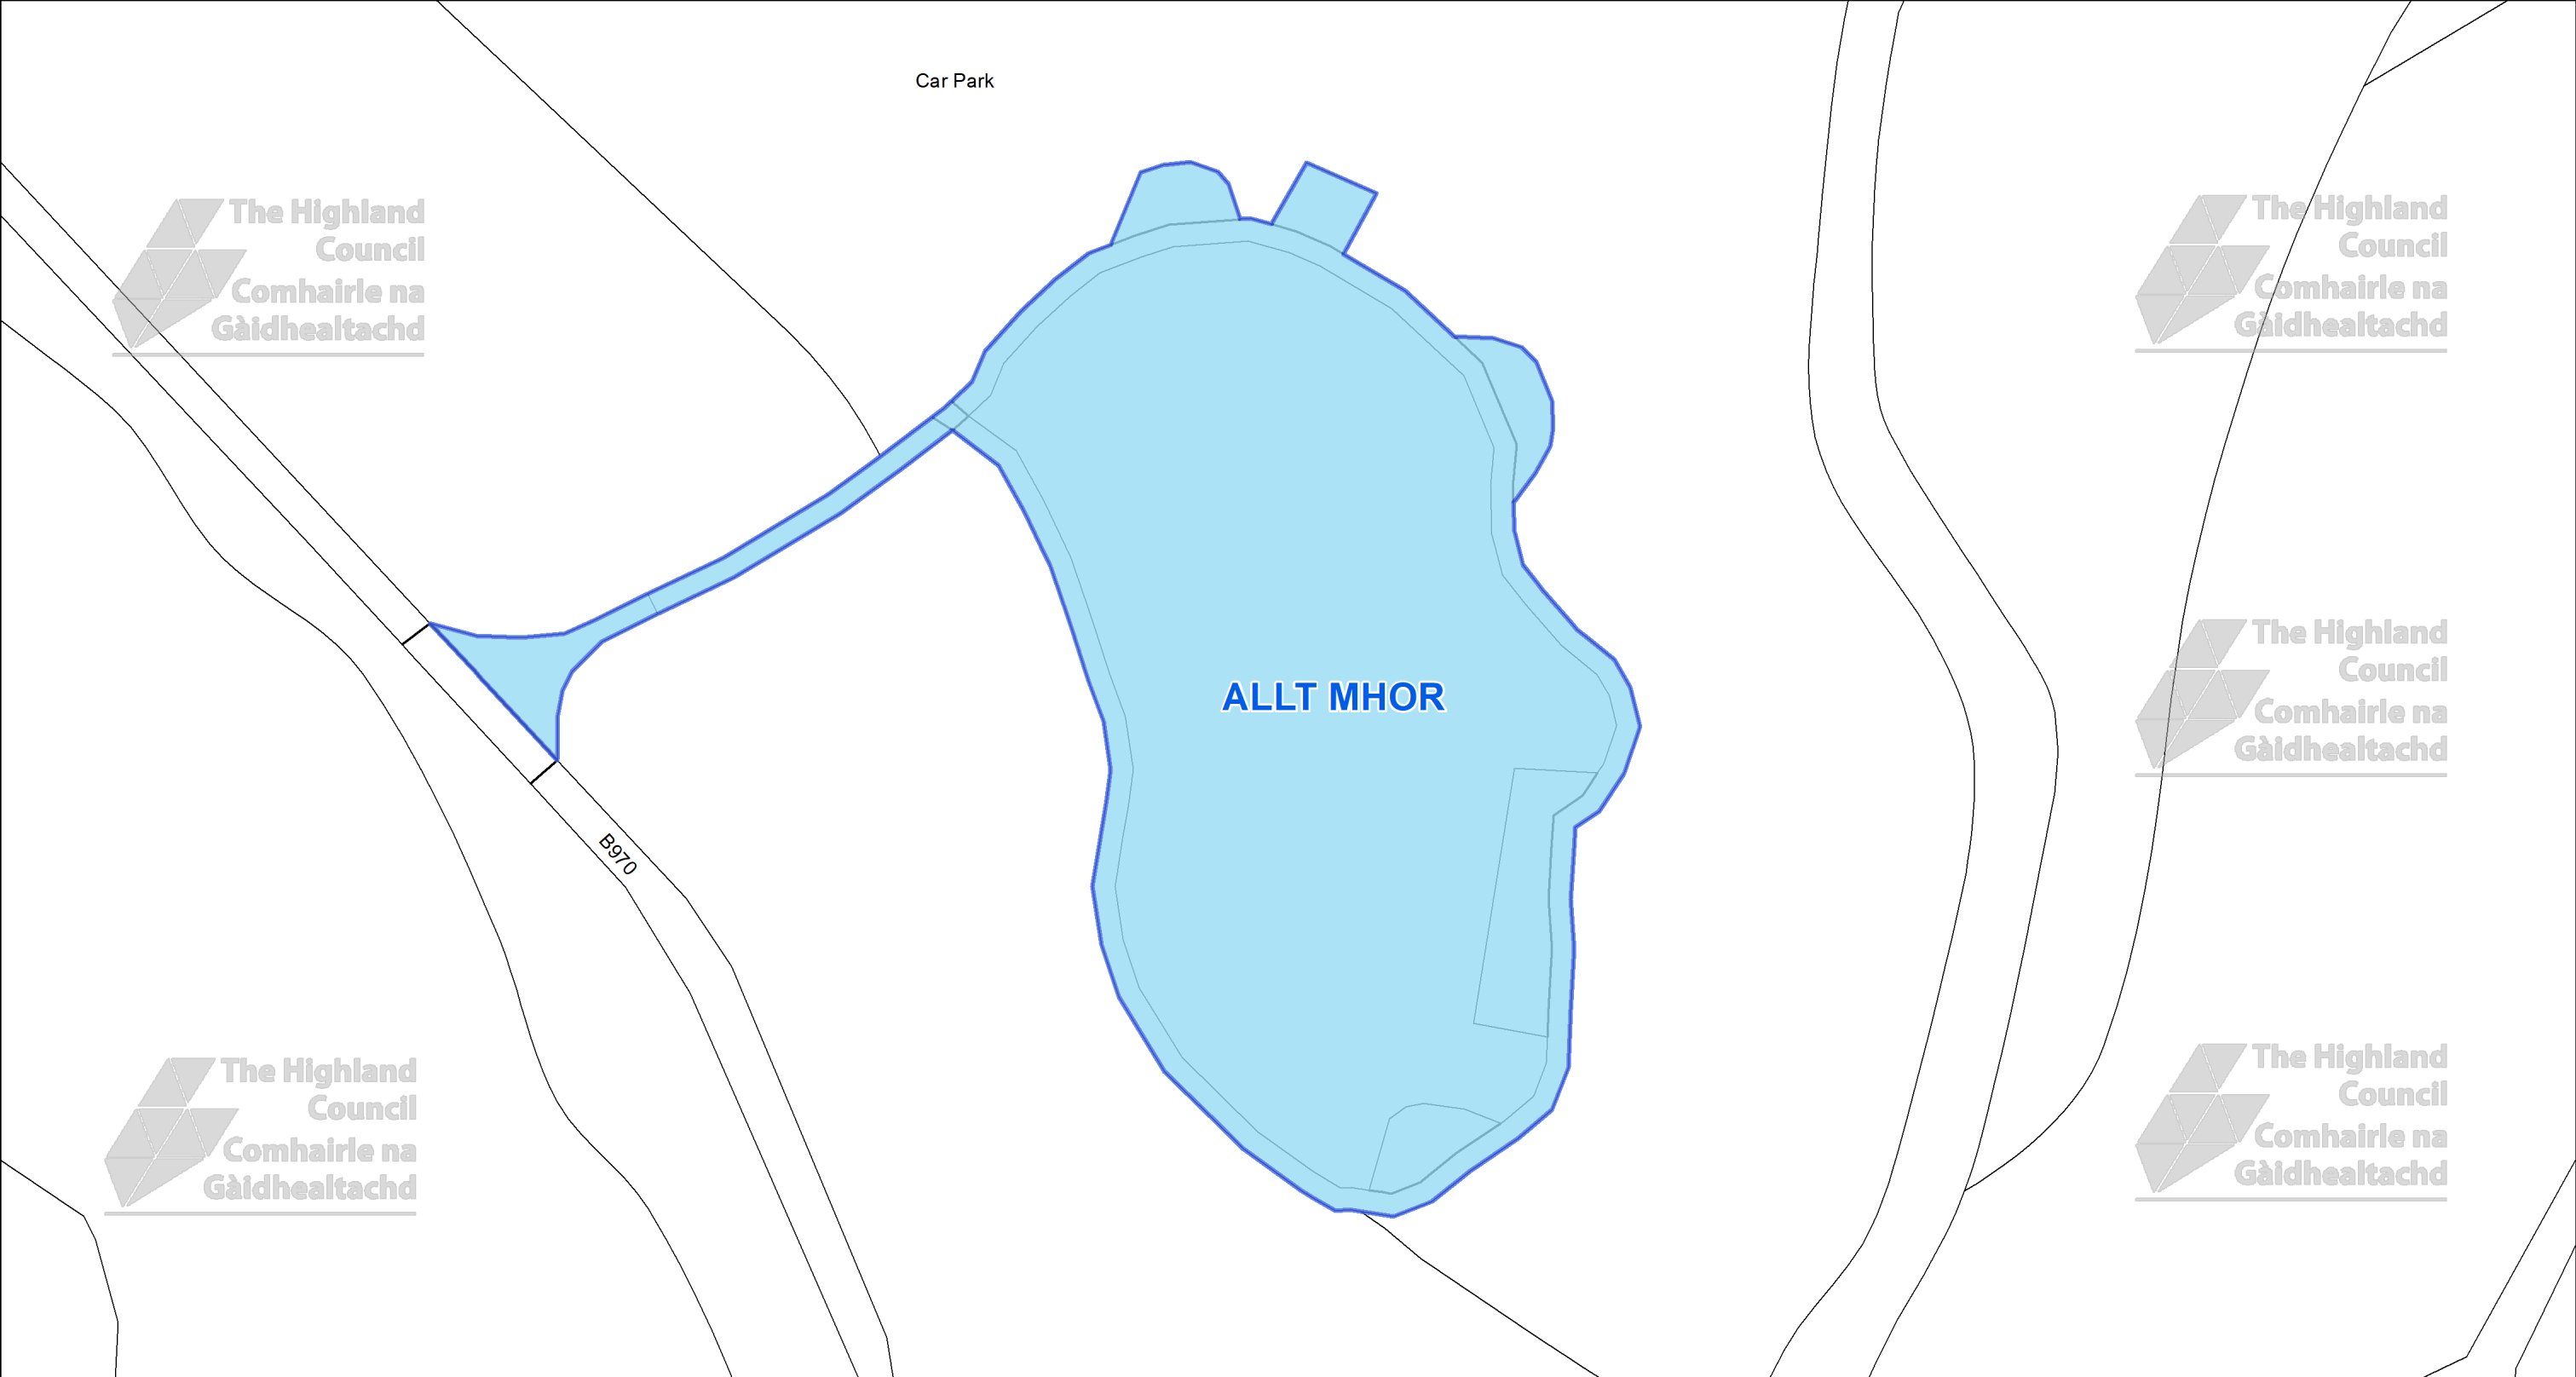 Car Park
The Highland
Council
Comhairle na
Gàidhealtachd
The Highland
Council
Comhairle na
Gàidhealtachd
ALLT MHOR
The Highland
Council
Comhairle na
Gàidhealtachd
B970
The Highland
Council
Comhairle na
Gàidhealtachd
The Highland
Council
Comhairle na
Gàidhealtachd